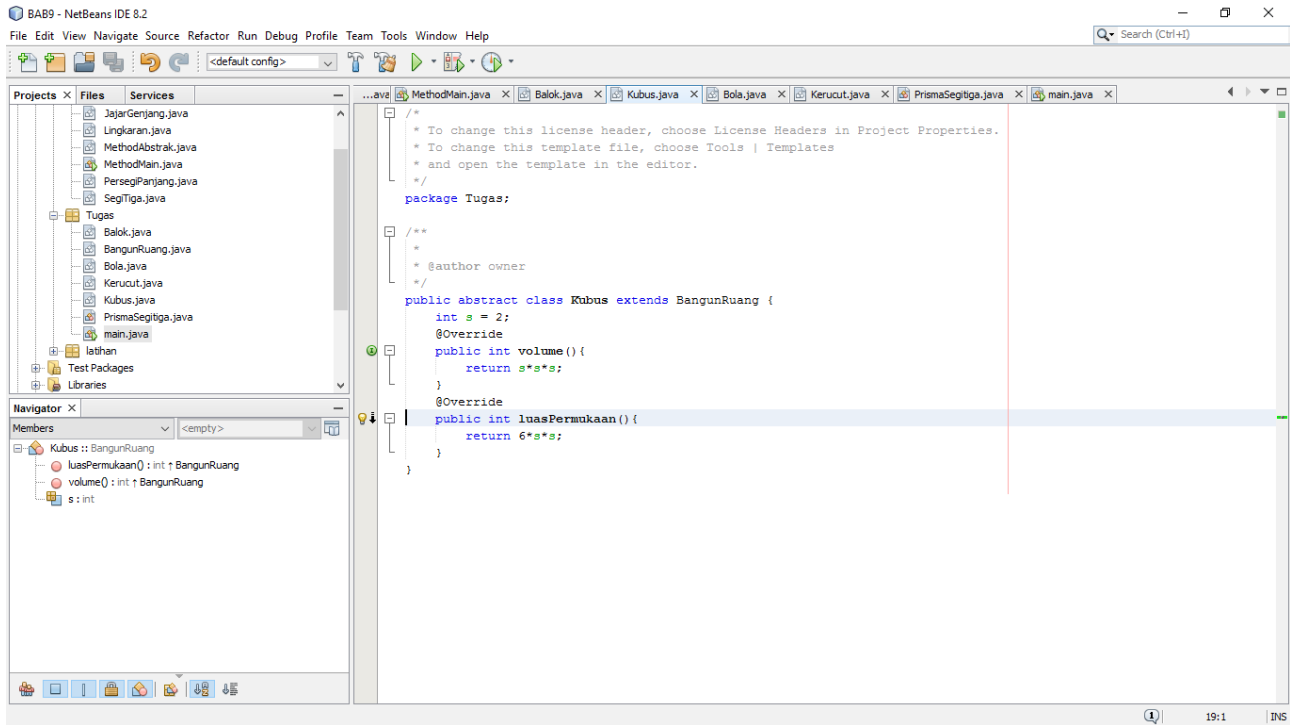 BAB9 - NetBeans IDE 8.2
File Edit View Navigate Source Refactor Run Debug Profile Team Tools Window Help
Search (Ctrl+I)
<default config>
Projects Files Services
JajarGenjang.java
Lingkaran.java
MethodAbstrak.java
MethodMain.java
PersegiPanjang.java
SegiTiga.java
Tugas
Balok.java
BangunRuang.java
Bola.java
Kerucut.java
Kubus.java
PrismaSegitiga.java
main.java
latihan
Test Packages
Libraries
Navigator
Members <empty>
Kubus :: BangunRuang
luasPermukaan() : int ↑ BangunRuang
volume() : int ↑ BangunRuang
s : int
...ava MethodMain.java Balok.java Kubus.java Bola.java Kerucut.java PrismaSegitiga.java main.java
/*
* To change this license header, choose License Headers in Project Properties.
* To change this template file, choose Tools | Templates
* and open the template in the editor.
*/
package Tugas;
/**
*
* @author owner
*/
public abstract class Kubus extends BangunRuang {
int s = 2;
@Override
public int volume(){
return s*s*s;
}
@Override
public int luasPermukaan(){
return 6*s*s;
}
}
1 19:1 INS